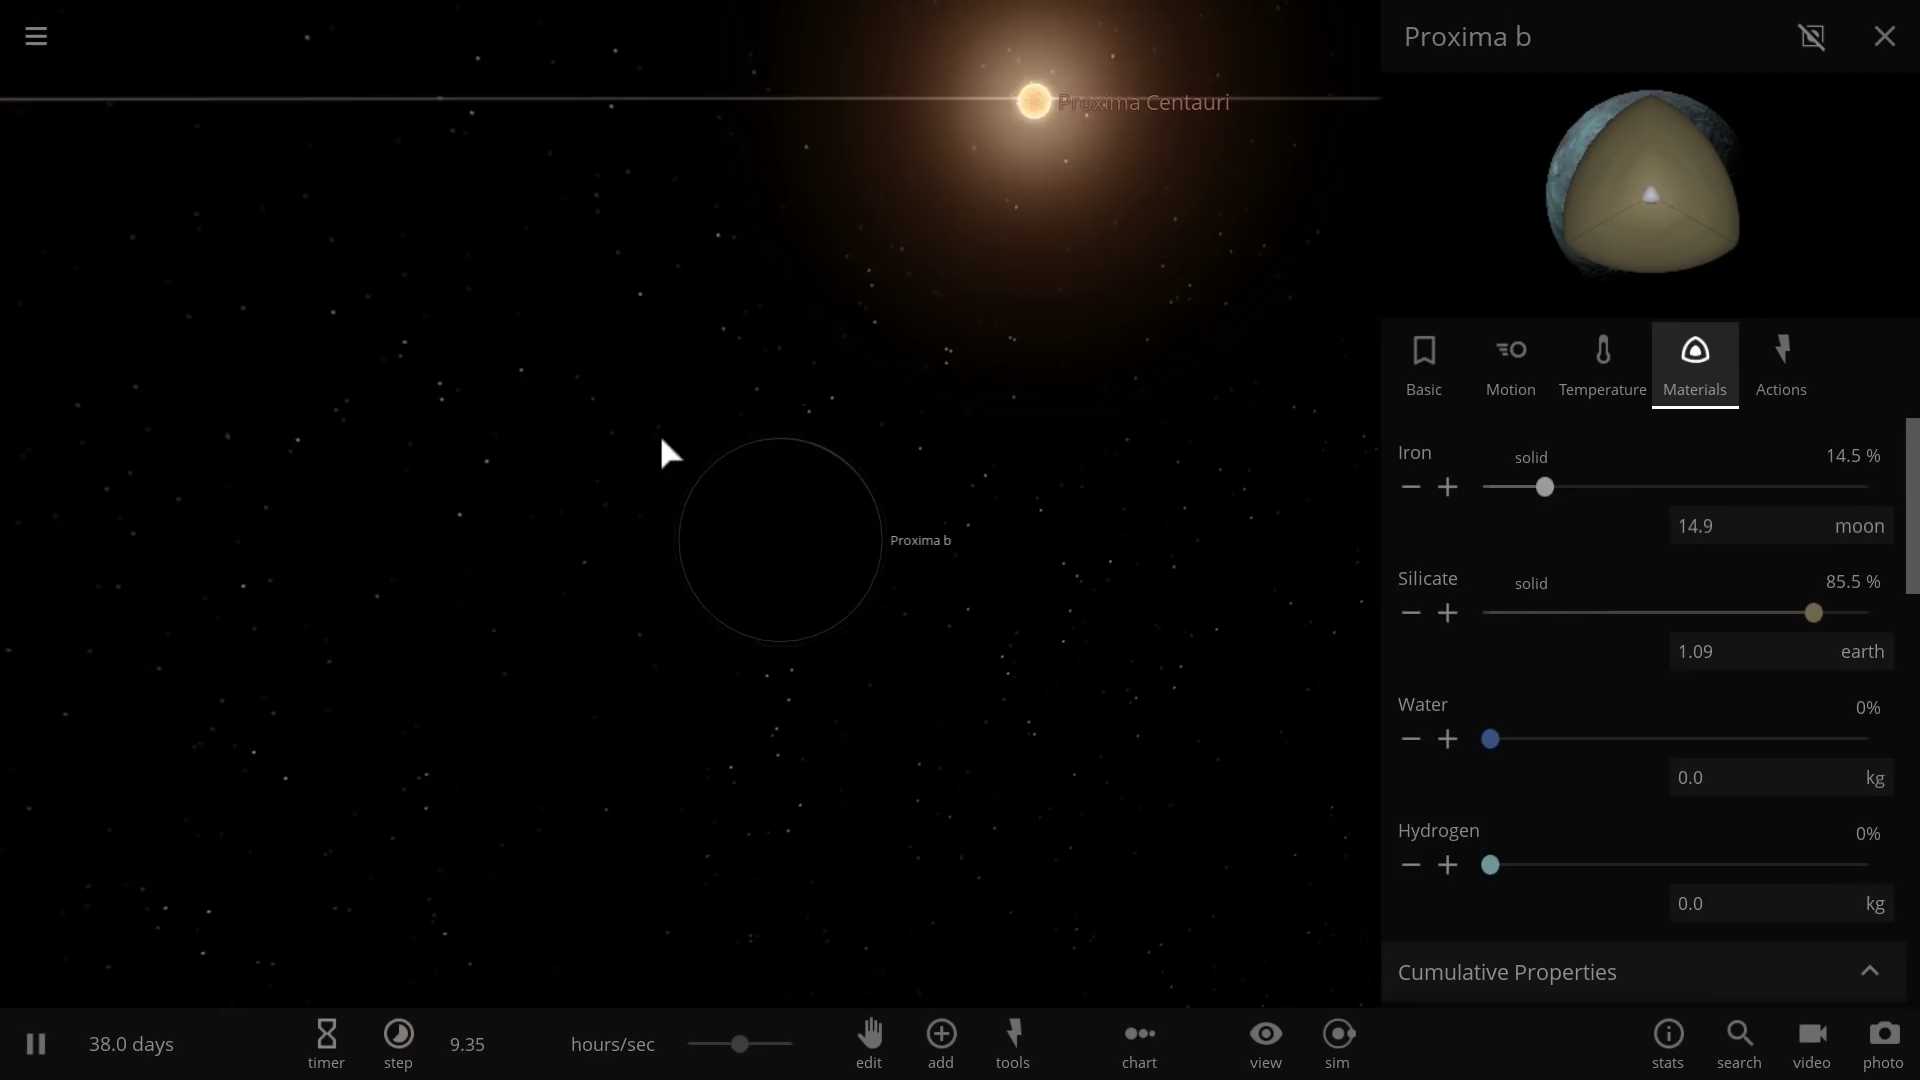 Proxima b
Proxima Centauri
Basic
Motion
Temperature
Materials
Actions
Iron
solid
14.5 %
14.9 moon
Silicate
solid
85.5 %
1.09 earth
Water
0%
0.0 kg
Hydrogen
0%
0.0 kg
Proxima b
Cumulative Properties
38.0 days
timer
step
9.35
hours/sec
edit
add
tools
chart
view
sim
stats
search
video
photo